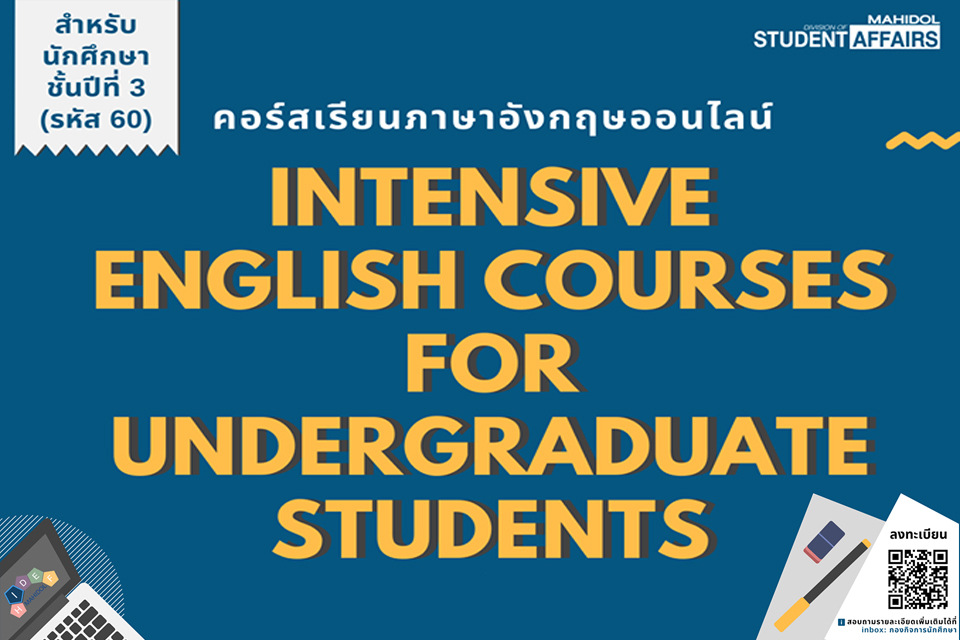 สำหรับ
นักศึกษา
ชั้นปีที่ 3
(รหัส 60)
MAHIDOL
DIVISION OF
STUDENT AFFAIRS
คอร์สเรียนภาษาอังกฤษออนไลน์
INTENSIVE
ENGLISH COURSES
FOR
UNDERGRADUATE
STUDENTS
H IDEF
MAHIDOL
ลงทะเบียน
สอบถามรายละเอียดเพิ่มเติมได้ที่
inbox: กองกิจการนักศึกษา